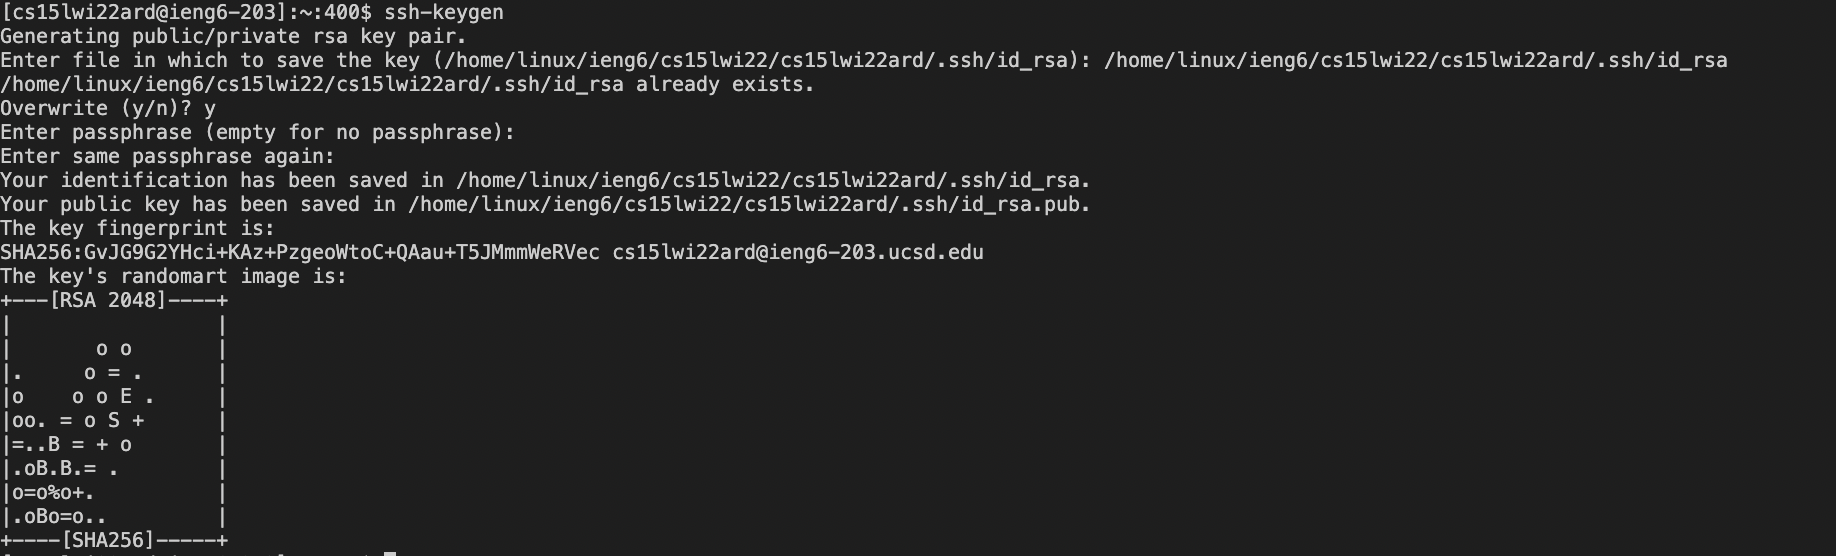 [cs15lwi22ard@ieng6-203]:~:400$ ssh-keygen
Generating public/private rsa key pair.
Enter file in which to save the key (/home/linux/ieng6/cs15lwi22/cs15lwi22ard/.ssh/id_rsa): /home/linux/ieng6/cs15lwi22/cs15lwi22ard/.ssh/id_rsa
/home/linux/ieng6/cs15lwi22/cs15lwi22ard/.ssh/id_rsa already exists.
Overwrite (y/n)? y
Enter passphrase (empty for no passphrase):
Enter same passphrase again:
Your identification has been saved in /home/linux/ieng6/cs15lwi22/cs15lwi22ard/.ssh/id_rsa.
Your public key has been saved in /home/linux/ieng6/cs15lwi22/cs15lwi22ard/.ssh/id_rsa.pub.
The key fingerprint is:
SHA256:GvJG9G2YHci+KAz+PzgeoWtoC+QAau+T5JMmmWeRVec cs15lwi22ard@ieng6-203.ucsd.edu
The key's randomart image is:
+---[RSA 2048]----+
|                 |
|       o o       |
|.     o = .      |
|o    o o E .     |
|oo. = o S +      |
|=..B = + o       |
|.oB.B.= .        |
|o=o%o+.          |
|.oBo=o..         |
+----[SHA256]-----+